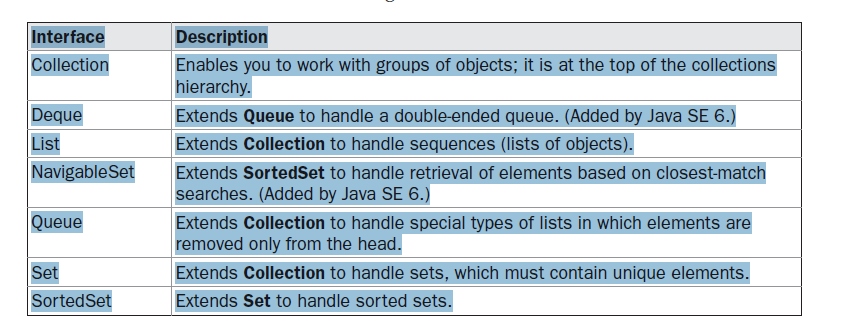 Interface Description
Collection Enables you to work with groups of objects; it is at the top of the collections
hierarchy.
Deque Extends Queue to handle a double-ended queue. (Added by Java SE 6.)
List Extends Collection to handle sequences (lists of objects).
NavigableSet Extends SortedSet to handle retrieval of elements based on closest-match
searches. (Added by Java SE 6.)
Queue Extends Collection to handle special types of lists in which elements are
removed only from the head.
Set Extends Collection to handle sets, which must contain unique elements.
SortedSet Extends Set to handle sorted sets.